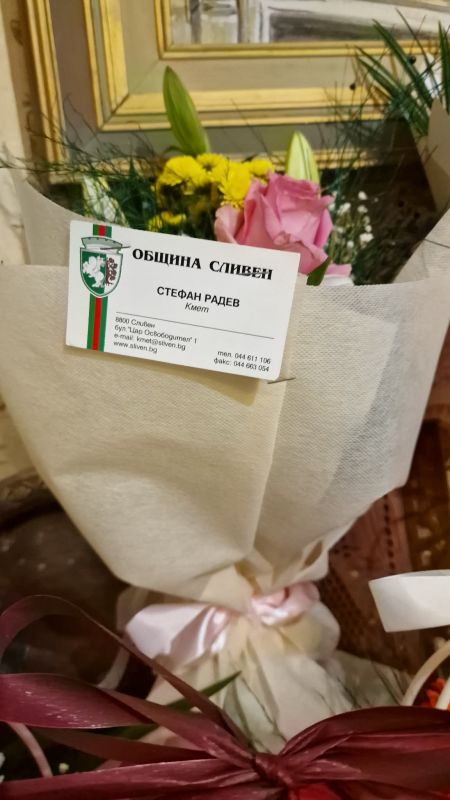 ОБЩИНА СЛИВЕН
СТЕФАН РАДЕВ
Кмет
8800 Сливен
бул."Цар Освободител" 1
e-mail: kmet@sliven.bg
www.sliven.bg
тел. 044 611 106
факс: 044 663 054